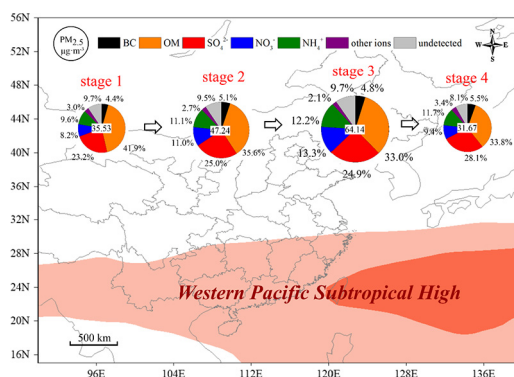 56N
52N
48N
44N
40N
36N
32N
28N
24N
20N
16N
PM2.5
μg·m-3
BC
OM
SO42-
NO3-
NH4+
other ions
undetected
N
W
E
S
stage 1
9.7%
4.4%
3.0%
9.6%
8.2%
35.53
23.2%
41.9%
stage 2
9.5%
5.1%
2.7%
11.1%
11.0%
47.24
25.0%
35.6%
stage 3
9.7%
4.8%
2.1%
12.2%
13.3%
64.14
24.9%
33.0%
stage 4
8.1%
5.5%
3.4%
11.7%
9.4%
31.67
28.1%
33.8%
Western Pacific Subtropical High
500 km
96E
104E
112E
120E
128E
136E